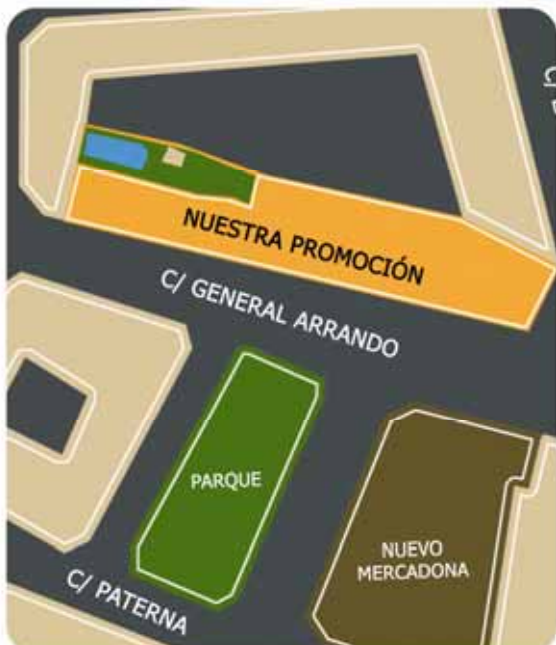 NUESTRA PROMOCIÓN
C/ GENERAL ARRANDO
PARQUE
NUEVO
MERCADONA
C/ PATERNA